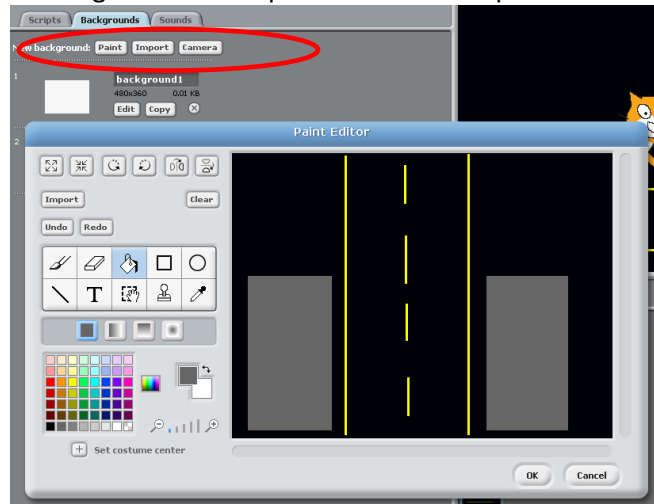 Scripts Backgrounds Sounds
New background: Paint Import Camera
1
background1
480x360 0.01 KB
Edit Copy
2
Paint Editor
Import Clear
Undo Redo
T
Set costume center
OK Cancel